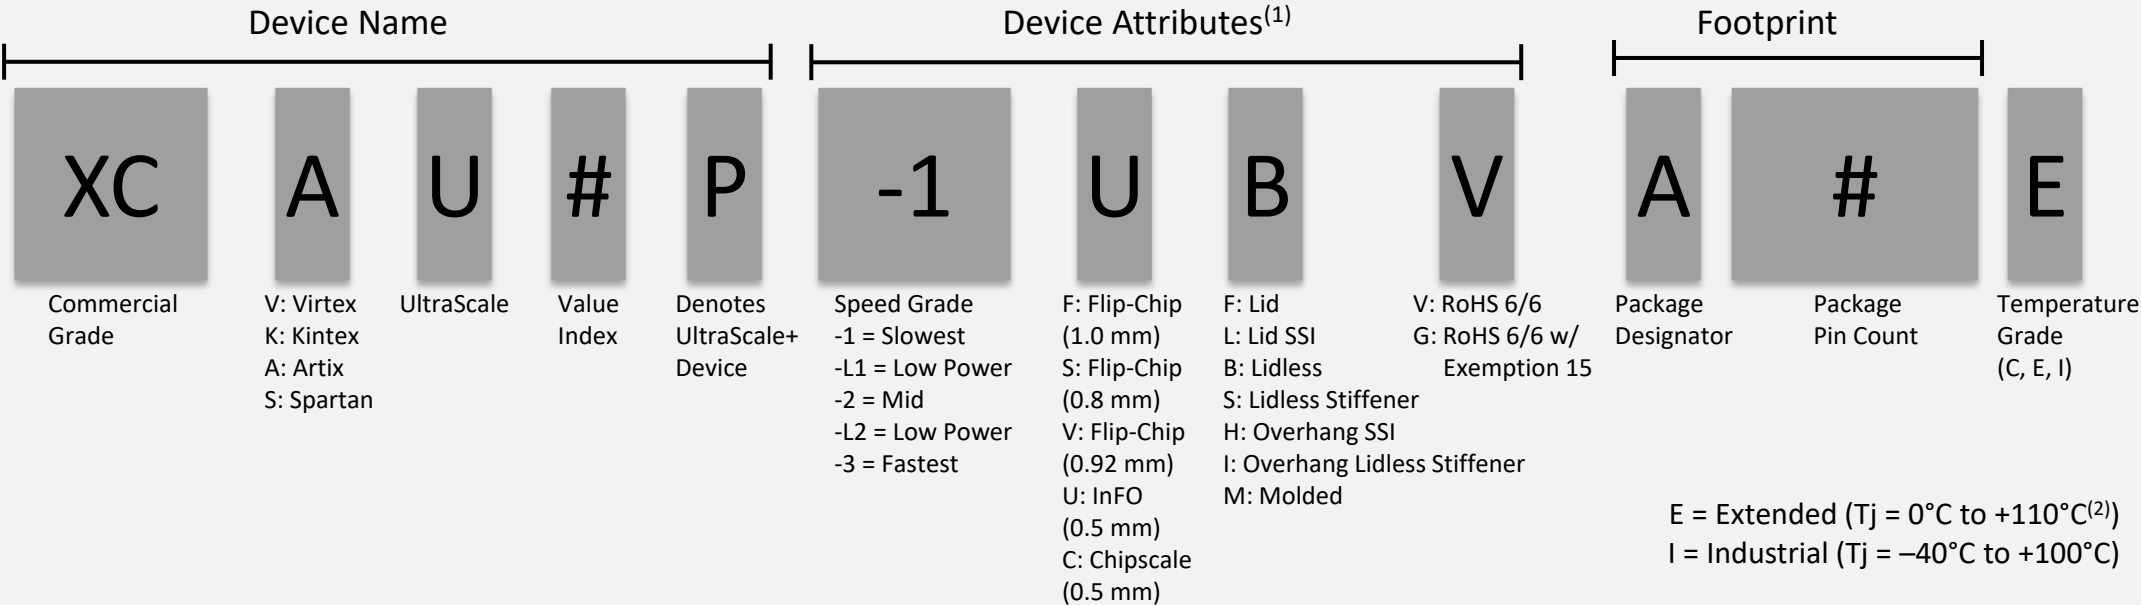 Device Name
Device Attributes(1)
Footprint
XC
A
U
#
P
-1
U
B
V
A
#
E
Commercial
Grade
V: Virtex
K: Kintex
A: Artix
S: Spartan
UltraScale
Value
Index
Denotes
UltraScale+
Device
Speed Grade
-1 = Slowest
-L1 = Low Power
-2 = Mid
-L2 = Low Power
-3 = Fastest
F: Flip-Chip
(1.0 mm)
S: Flip-Chip
(0.8 mm)
V: Flip-Chip
(0.92 mm)
U: InFO
(0.5 mm)
C: Chipscale
(0.5 mm)
F: Lid
L: Lid SSI
B: Lidless
S: Lidless Stiffener
H: Overhang SSI
I: Overhang Lidless Stiffener
M: Molded
V: RoHS 6/6
G: RoHS 6/6 w/
Exemption 15
Package
Designator
Package
Pin Count
Temperature
Grade
(C, E, I)
E = Extended (Tj = 0°C to +110°C(2))
I = Industrial (Tj = –40°C to +100°C)